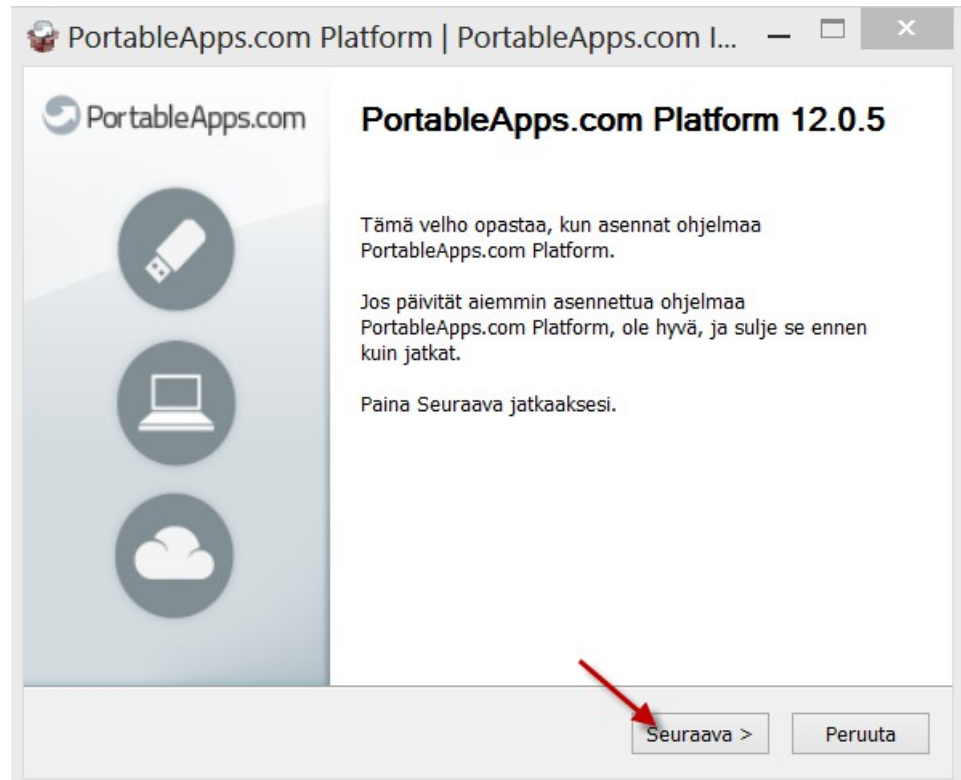 PortableApps.com Platform | PortableApps.com I...
PortableApps.com
PortableApps.com Platform 12.0.5
Tämä velho opastaa, kun asennat ohjelmaa
PortableApps.com Platform.
Jos päivität aiemmin asennettua ohjelmaa
PortableApps.com Platform, ole hyvä, ja sulje se ennen
kuin jatkat.
Paina Seuraava jatkaaksesi.
Seuraava >
Peruuta